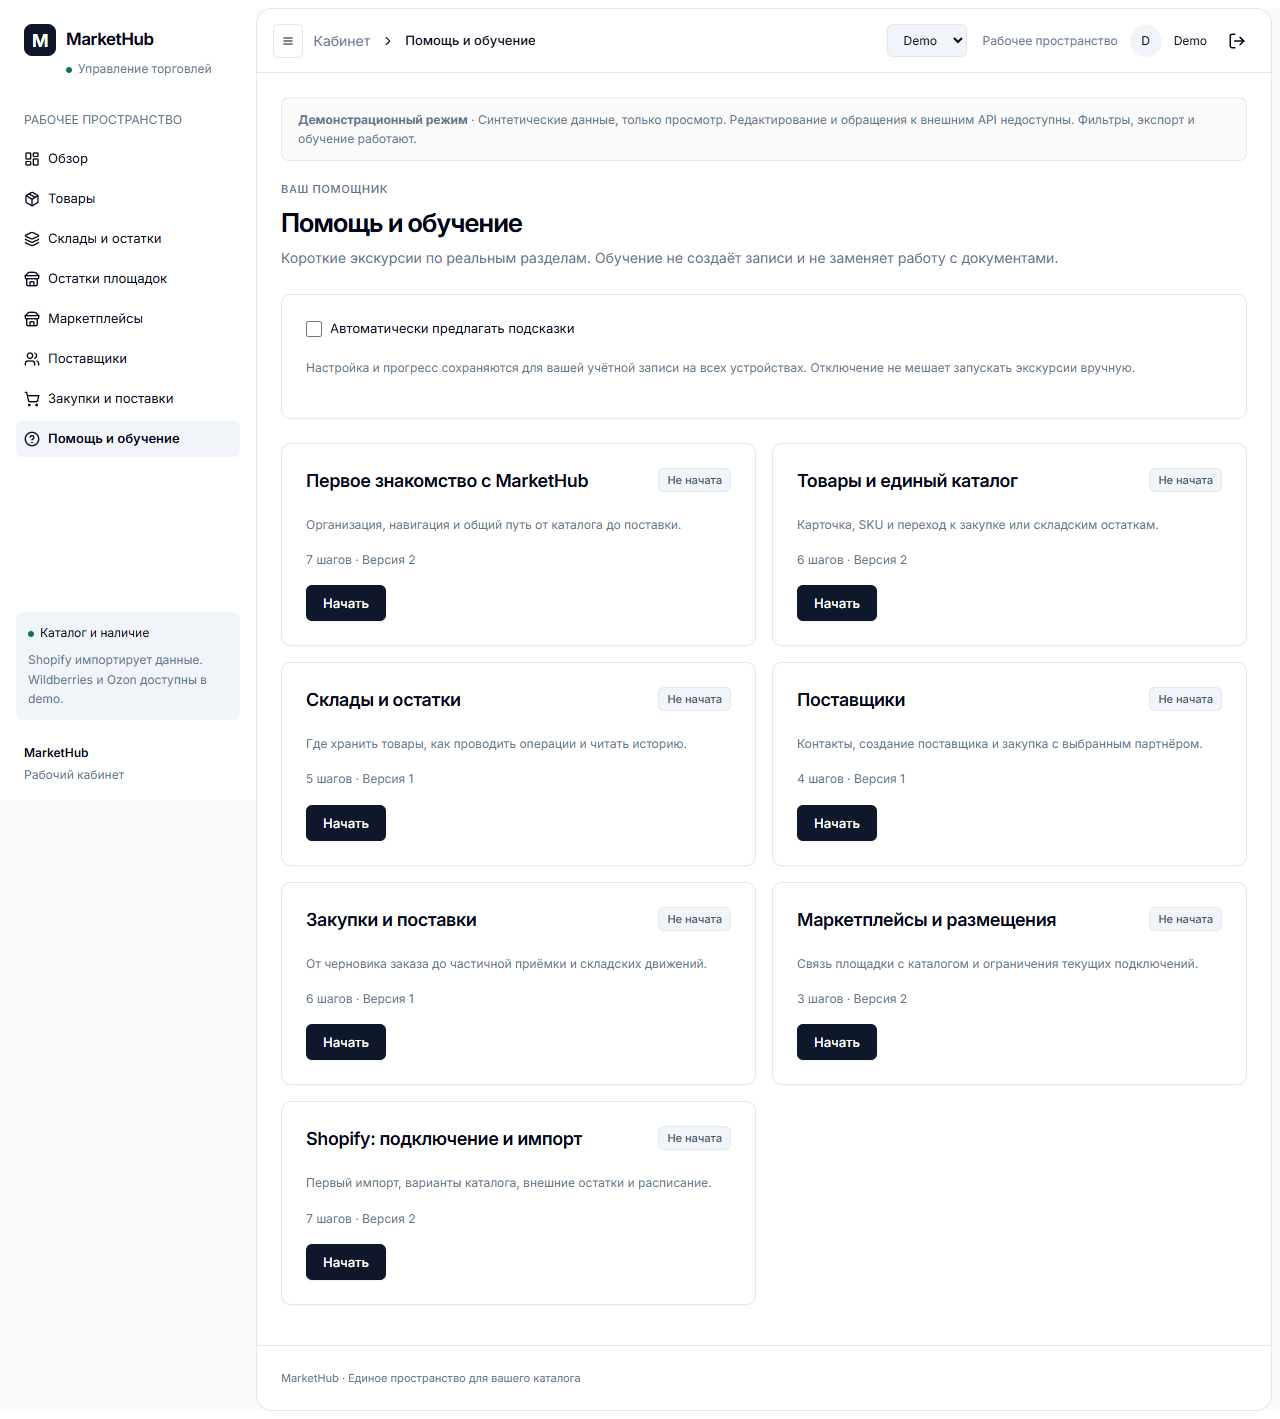 M MarketHub
Управление торговлей
РАБОЧЕЕ ПРОСТРАНСТВО
Обзор
Товары
Склады и остатки
Остатки площадок
Маркетплейсы
Поставщики
Закупки и поставки
Помощь и обучение
Каталог и наличие
Shopify импортирует данные.
Wildberries и Ozon доступны в
demo.
MarketHub
Рабочий кабинет
Кабинет > Помощь и обучение
Demo
Рабочее пространство
D
Demo
Демонстрационный режим · Синтетические данные, только просмотр. Редактирование и обращения к внешним API недоступны. Фильтры, экспорт и
обучение работают.
ВАШ ПОМОЩНИК
Помощь и обучение
Короткие экскурсии по реальным разделам. Обучение не создаёт записи и не заменяет работу с документами.
Автоматически предлагать подсказки
Настройка и прогресс сохраняются для вашей учётной записи на всех устройствах. Отключение не мешает запускать экскурсии вручную.
Первое знакомство с MarketHub
Не начата
Организация, навигация и общий путь от каталога до поставки.
7 шагов · Версия 2
Начать
Товары и единый каталог
Не начата
Карточка, SKU и переход к закупке или складским остаткам.
6 шагов · Версия 2
Начать
Склады и остатки
Не начата
Где хранить товары, как проводить операции и читать историю.
5 шагов · Версия 1
Начать
Поставщики
Не начата
Контакты, создание поставщика и закупка с выбранным партнёром.
4 шагов · Версия 1
Начать
Закупки и поставки
Не начата
От черновика заказа до частичной приёмки и складских движений.
6 шагов · Версия 1
Начать
Маркетплейсы и размещения
Не начата
Связь площадки с каталогом и ограничения текущих подключений.
3 шагов · Версия 2
Начать
Shopify: подключение и импорт
Не начата
Первый импорт, варианты каталога, внешние остатки и расписание.
7 шагов · Версия 2
Начать
MarketHub · Единое пространство для вашего каталога